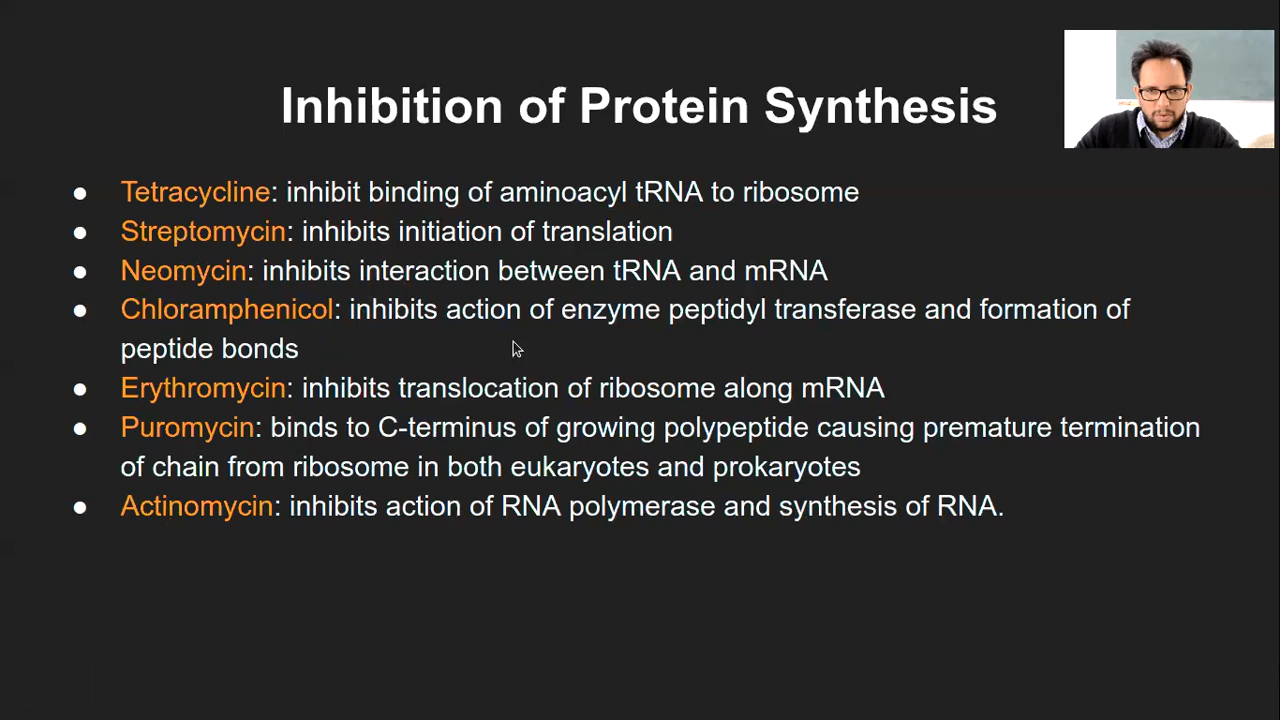 Inhibition of Protein Synthesis
● Tetracycline: inhibit binding of aminoacyl tRNA to ribosome
● Streptomycin: inhibits initiation of translation
● Neomycin: inhibits interaction between tRNA and mRNA
● Chloramphenicol: inhibits action of enzyme peptidyl transferase and formation of
peptide bonds
● Erythromycin: inhibits translocation of ribosome along mRNA
● Puromycin: binds to C-terminus of growing polypeptide causing premature termination
of chain from ribosome in both eukaryotes and prokaryotes
● Actinomycin: inhibits action of RNA polymerase and synthesis of RNA.